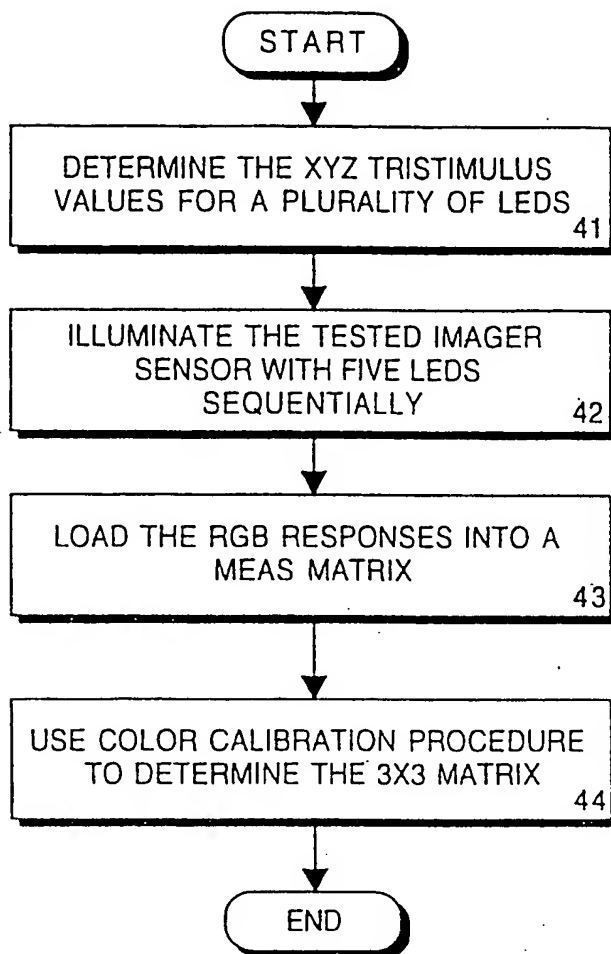 START
DETERMINE THE XYZ TRISTIMULUS
VALUES FOR A PLURALITY OF LEDS
41
ILLUMINATE THE TESTED IMAGER
SENSOR WITH FIVE LEDS
SEQUENTIALLY
42
LOAD THE RGB RESPONSES INTO A
MEAS MATRIX
43
USE COLOR CALIBRATION PROCEDURE
TO DETERMINE THE 3X3 MATRIX
44
END